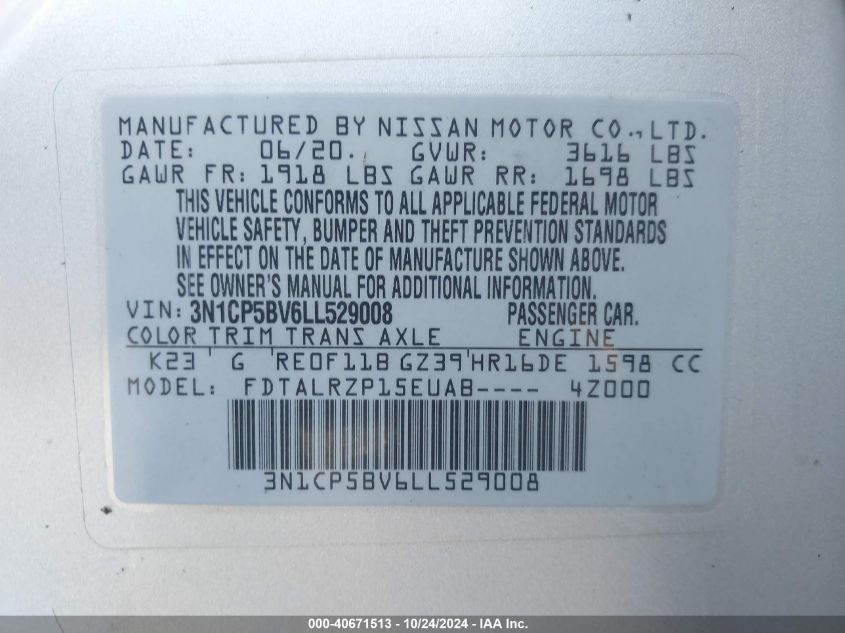 MANUFACTURED BY NISSAN MOTOR CO., LTD.
DATE: 06/20. GVWR: 3616 LBS
GAWR FR: 1918 LBS GAWR RR: 1698 LBS
THIS VEHICLE CONFORMS TO ALL APPLICABLE FEDERAL MOTOR
VEHICLE SAFETY, BUMPER AND THEFT PREVENTION STANDARDS
IN EFFECT ON THE DATE OF MANUFACTURE SHOWN ABOVE.
SEE OWNER'S MANUAL FOR ADDITIONAL INFORMATION.
VIN: 3N1CP5BV6LL529008 PASSENGER CAR.
COLOR TRIM TRANS AXLE ENGINE
K23 ' G 'RE0F11B GZ39'HR16DE 1598 CC
MODEL: FDTALRZP15EUAB---- 4Z000
3N1CP5BV6LL529008
000-40671513 - 10/24/2024 - IAA Inc.